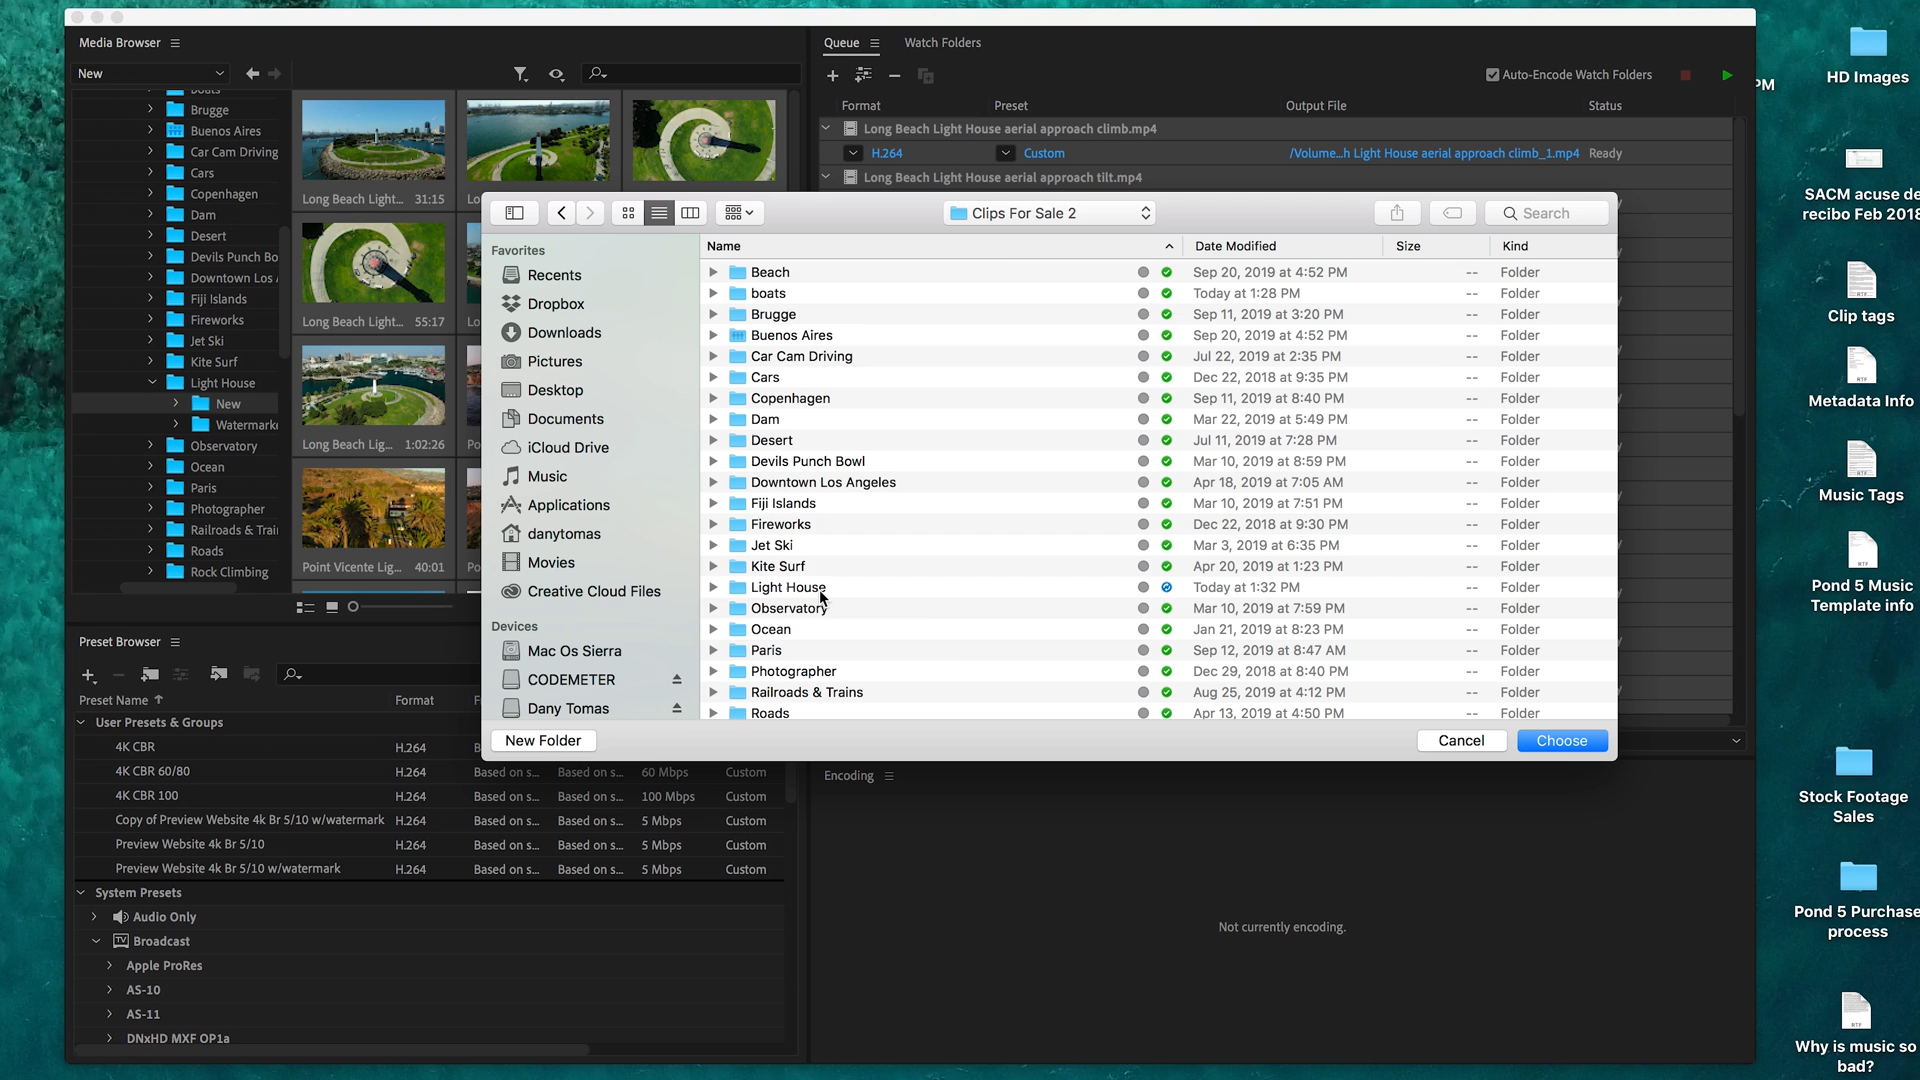 Media Browser
New
boats
Brugge
Buenos Aires
Car Cam Driving
Cars
Copenhagen
Dam
Desert
Devils Punch Bo
Downtown Los
Fiji Islands
Fireworks
Jet Ski
Kite Surf
Light House
New
Watermark
Observatory
Ocean
Paris
Photographer
Railroads & Trai
Roads
Rock Climbing
Long Beach Light... 31:15
Long Beach Light... 55:17
Long Beach Lig... 1:02:26
Point Vicente Lig... 40:01
Queue
Watch Folders
Auto-Encode Watch Folders
Format Preset Output File Status
Long Beach Light House aerial approach climb.mp4
H.264 Custom /Volume...h Light House aerial approach climb_1.mp4 Ready
Long Beach Light House aerial approach tilt.mp4
Clips For Sale 2
Search
Favorites
Recents
Dropbox
Downloads
Pictures
Desktop
Documents
iCloud Drive
Music
Applications
danytomas
Movies
Creative Cloud Files
Devices
Mac Os Sierra
CODEMETER
Dany Tomas
Name Date Modified Size Kind
Beach Sep 20, 2019 at 4:52 PM -- Folder
boats Today at 1:28 PM -- Folder
Brugge Sep 11, 2019 at 3:20 PM -- Folder
Buenos Aires Sep 20, 2019 at 4:52 PM -- Folder
Car Cam Driving Jul 22, 2019 at 2:35 PM -- Folder
Cars Dec 22, 2018 at 9:35 PM -- Folder
Copenhagen Sep 11, 2019 at 8:40 PM -- Folder
Dam Mar 22, 2019 at 5:49 PM -- Folder
Desert Jul 11, 2019 at 7:28 PM -- Folder
Devils Punch Bowl Mar 10, 2019 at 8:59 PM -- Folder
Downtown Los Angeles Apr 18, 2019 at 7:05 AM -- Folder
Fiji Islands Mar 10, 2019 at 7:51 PM -- Folder
Fireworks Dec 22, 2018 at 9:30 PM -- Folder
Jet Ski Mar 3, 2019 at 6:35 PM -- Folder
Kite Surf Apr 20, 2019 at 1:23 PM -- Folder
Light House Today at 1:32 PM -- Folder
Observatory Mar 10, 2019 at 7:59 PM -- Folder
Ocean Jan 21, 2019 at 8:23 PM -- Folder
Paris Sep 12, 2019 at 8:47 AM -- Folder
Photographer Dec 29, 2018 at 8:40 PM -- Folder
Railroads & Trains Aug 25, 2019 at 4:12 PM -- Folder
Roads Apr 13, 2019 at 4:50 PM -- Folder
New Folder
Cancel
Choose
Preset Browser
Preset Name Format
User Presets & Groups
4K CBR H.264
4K CBR 60/80 H.264 Based on s... Based on s... 60 Mbps Custom
4K CBR 100 H.264 Based on s... Based on s... 100 Mbps Custom
Copy of Preview Website 4k Br 5/10 w/watermark H.264 Based on s... Based on s... 5 Mbps Custom
Preview Website 4k Br 5/10 H.264 Based on s... Based on s... 5 Mbps Custom
Preview Website 4k Br 5/10 w/watermark H.264 Based on s... Based on s... 5 Mbps Custom
System Presets
Audio Only
TV Broadcast
Apple ProRes
AS-10
AS-11
DNxHD MXF OP1a
Encoding
Not currently encoding.
PM
HD Images
SACM acuse de
recibo Feb 2018
RTF
Clip tags
RTF
Metadata Info
RTF
Music Tags
RTF
Pond 5 Music
Template info
Stock Footage
Sales
Pond 5 Purchase
process
RTF
Why is music so
bad?